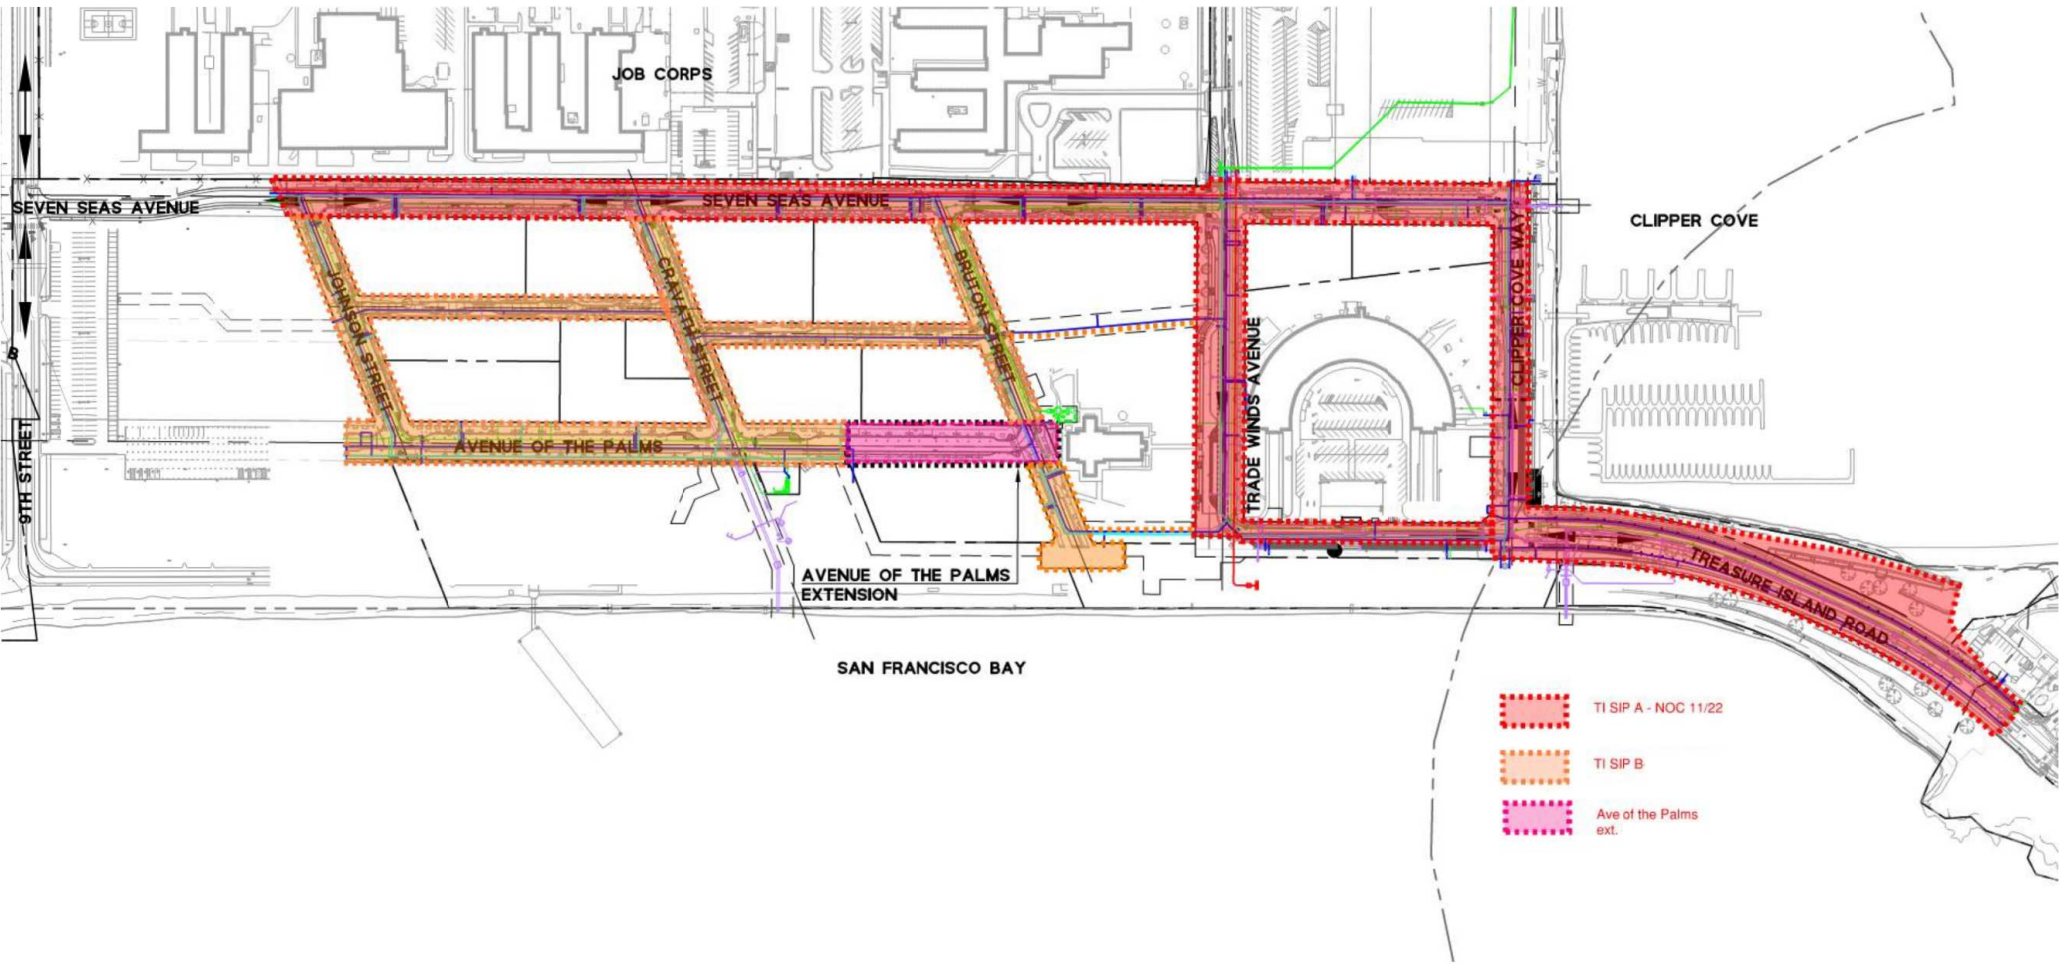 JOB CORPS
SEVEN SEAS AVENUE
SEVEN SEAS AVENUE
CLIPPER COVE
JOHNSON STREET
CRAVATH STREET
BRUTON STREET
TRADE WINDS AVENUE
CLIPPER COVE WAY
B
9TH STREET
AVENUE OF THE PALMS
AVENUE OF THE PALMS
EXTENSION
TREASURE ISLAND ROAD
SAN FRANCISCO BAY
TI SIP A - NOC 11/22
TI SIP B
Ave of the Palms
ext.